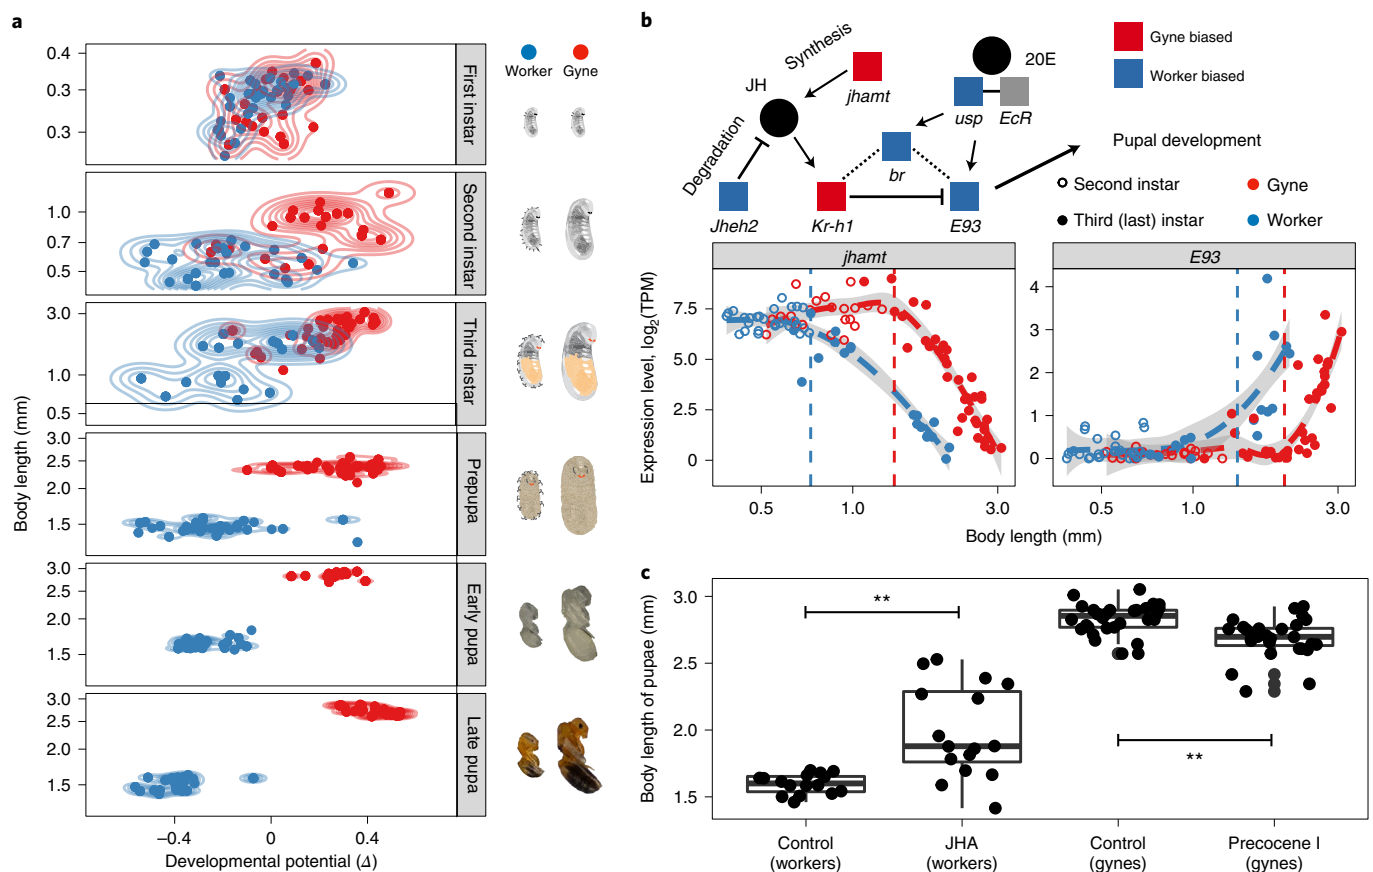 a
0.4
0.3
0.3
First instar
Worker
Gyne
1.0
0.7
0.5
Second instar
3.0
1.0
0.5
Third instar
Body length (mm)
3.0
2.5
2.0
1.5
Prepupa
3.0
2.5
2.0
1.5
Early pupa
3.0
2.5
2.0
1.5
Late pupa
–0.4
0
0.4
Developmental potential (Δ)
b
Synthesis
JH
jhamt
20E
Gyne biased
Worker biased
usp
EcR
Degradation
br
Pupal development
Jheh2
Kr-h1
E93
Second instar
Gyne
Third (last) instar
Worker
jhamt
E93
Expression level, log2(TPM)
7.5
5.0
2.5
0
4
3
2
1
0
0.5
1.0
3.0
0.5
1.0
3.0
Body length (mm)
c
Body length of pupae (mm)
3.0
2.5
2.0
1.5
**
**
Control
(workers)
JHA
(workers)
Control
(gynes)
Precocene I
(gynes)